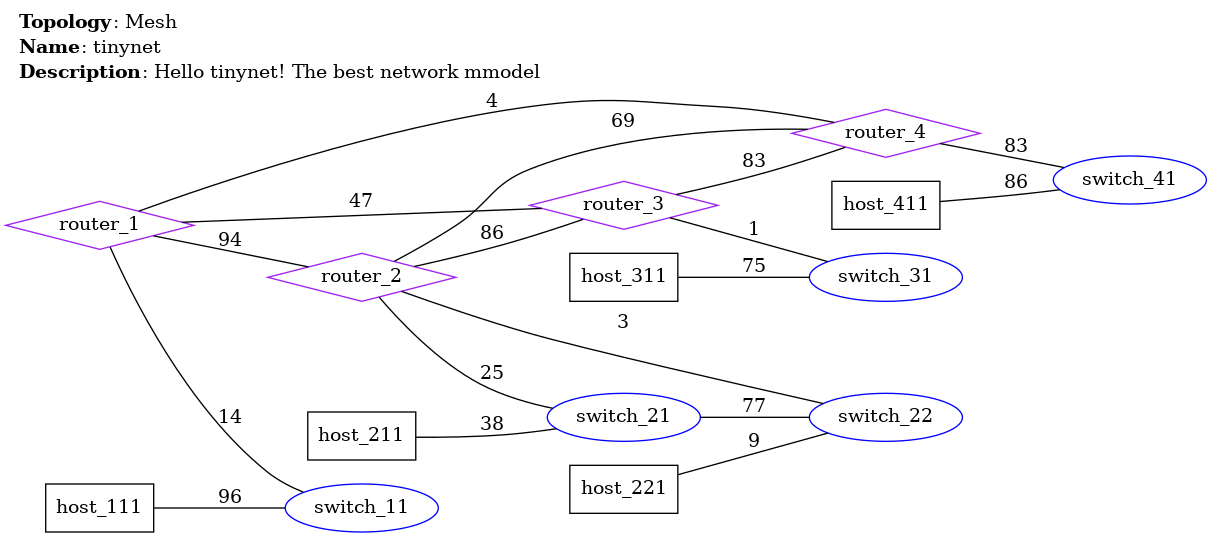 Topology: Mesh
Name: tinynet
Description: Hello tinynet! The best network mmodel
4
69
router_4
83
83
switch_41
86
host_411
47
router_3
router_1
94
86
1
router_2
host_311
75
switch_31
3
25
14
switch_21
77
switch_22
host_211
38
9
host_221
host_111
96
switch_11